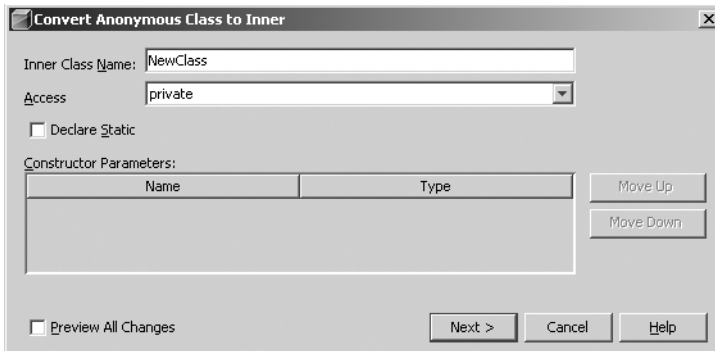 Convert Anonymous Class to Inner
Inner Class Name: NewClass
Access private
Declare Static
Constructor Parameters:
Name Type
Move Up
Move Down
Preview All Changes Next > Cancel Help